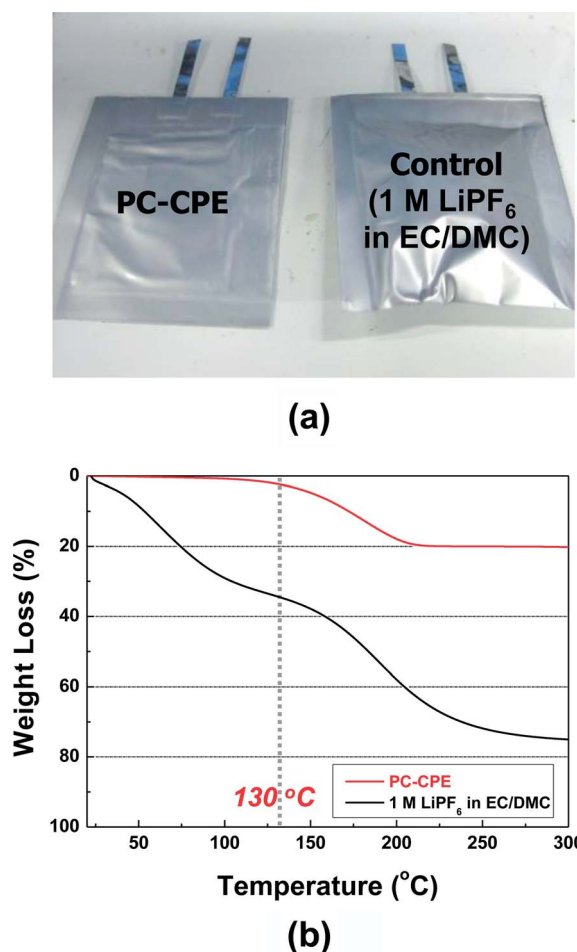 PC-CPE
Control
(1 M LiPF₆
in EC/DMC)
(a)
0
20
40
60
80
100
Weight Loss (%)
130 °C
PC-CPE
1 M LiPF₆ in EC/DMC
50
100
150
200
250
300
Temperature (°C)
(b)